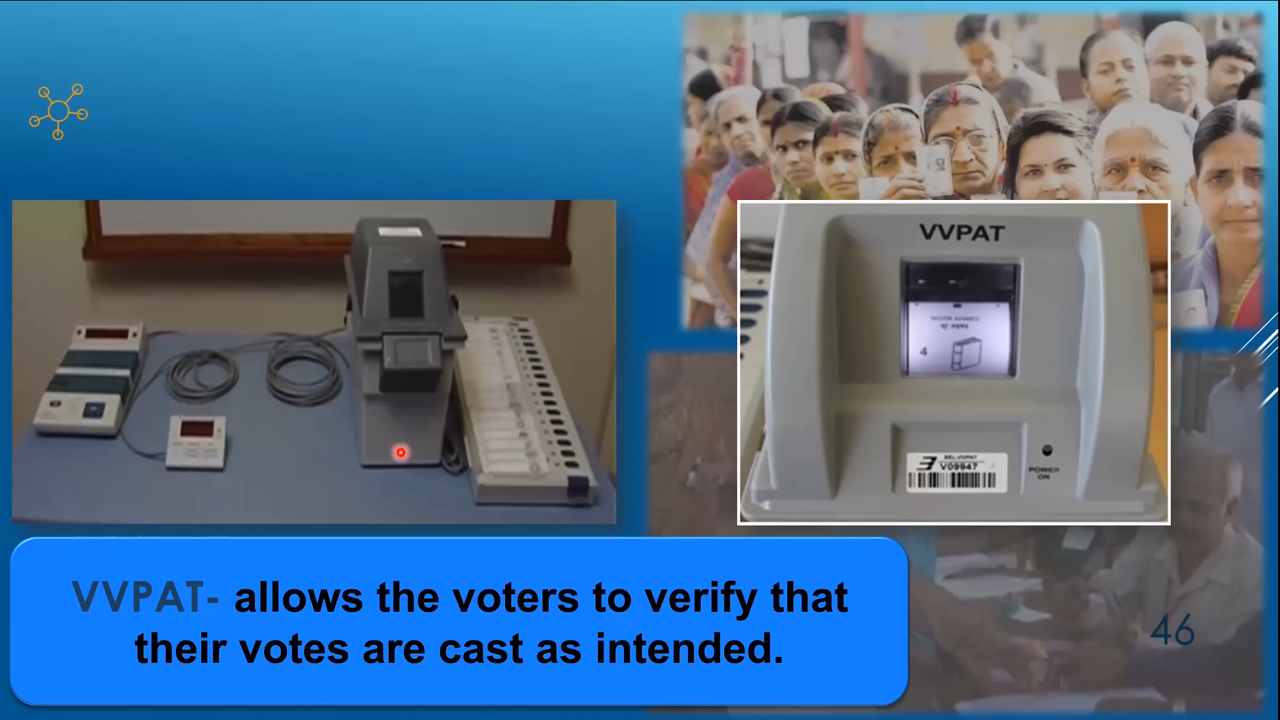 VVPAT
4
BEL-VVPAT
V09947
POWER
ON
VVPAT- allows the voters to verify that
their votes are cast as intended.
46